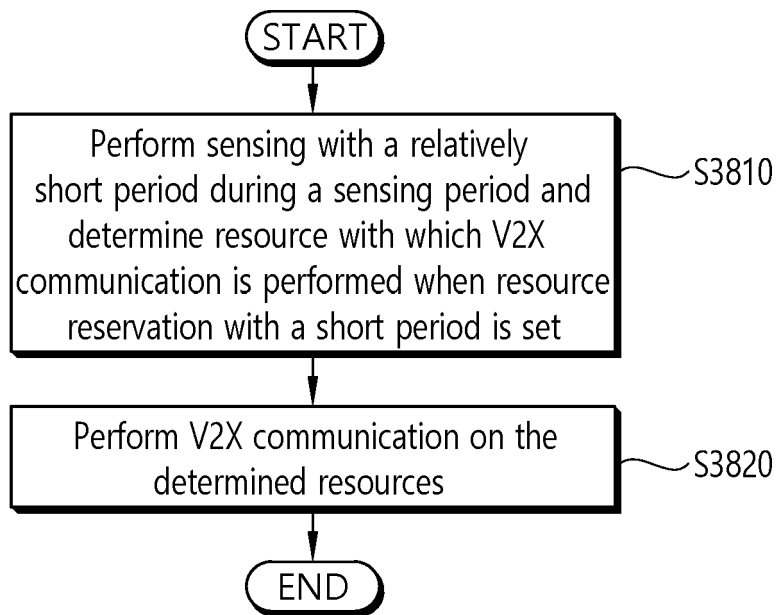 START
Perform sensing with a relatively
short period during a sensing period and
determine resource with which V2X
communication is performed when resource
reservation with a short period is set
S3810
Perform V2X communication on the
determined resources
S3820
END